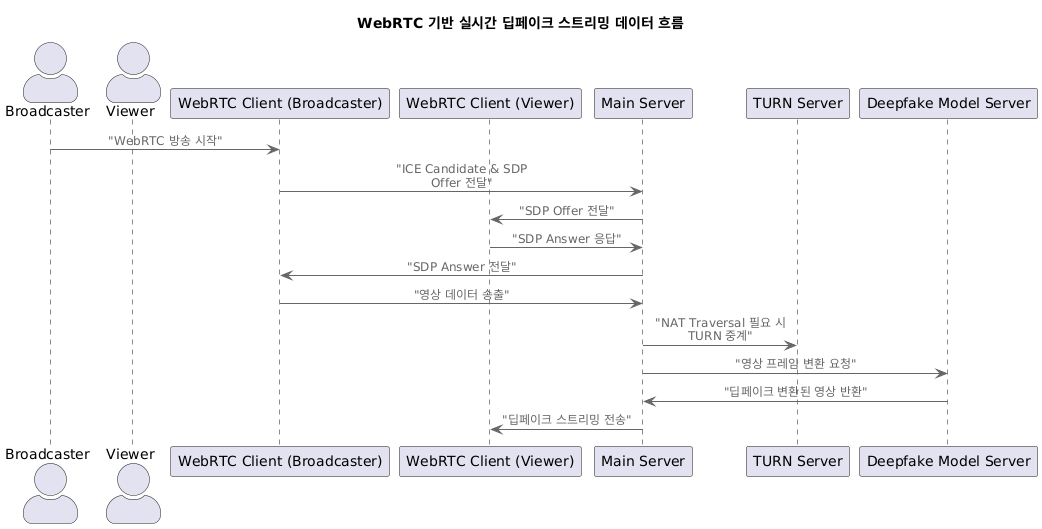 WebRTC 기반 실시간 딥페이크 스트리밍 데이터 흐름
Broadcaster
Viewer
WebRTC Client (Broadcaster)
WebRTC Client (Viewer)
Main Server
TURN Server
Deepfake Model Server
"WebRTC 방송 시작"
"ICE Candidate & SDP
Offer 전달"
"SDP Offer 전달"
"SDP Answer 응답"
"SDP Answer 전달"
"영상 데이터 송출"
"NAT Traversal 필요 시
TURN 중계"
"영상 프레임 변환 요청"
"딥페이크 변환된 영상 반환"
"딥페이크 스트리밍 전송"
Broadcaster
Viewer
WebRTC Client (Broadcaster)
WebRTC Client (Viewer)
Main Server
TURN Server
Deepfake Model Server